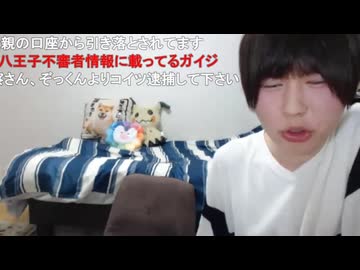 親の口座から引き落とされてます
八王子不審者情報に載ってるガイジ
さん、ぞっくんよりコイツ逮捕して下さい